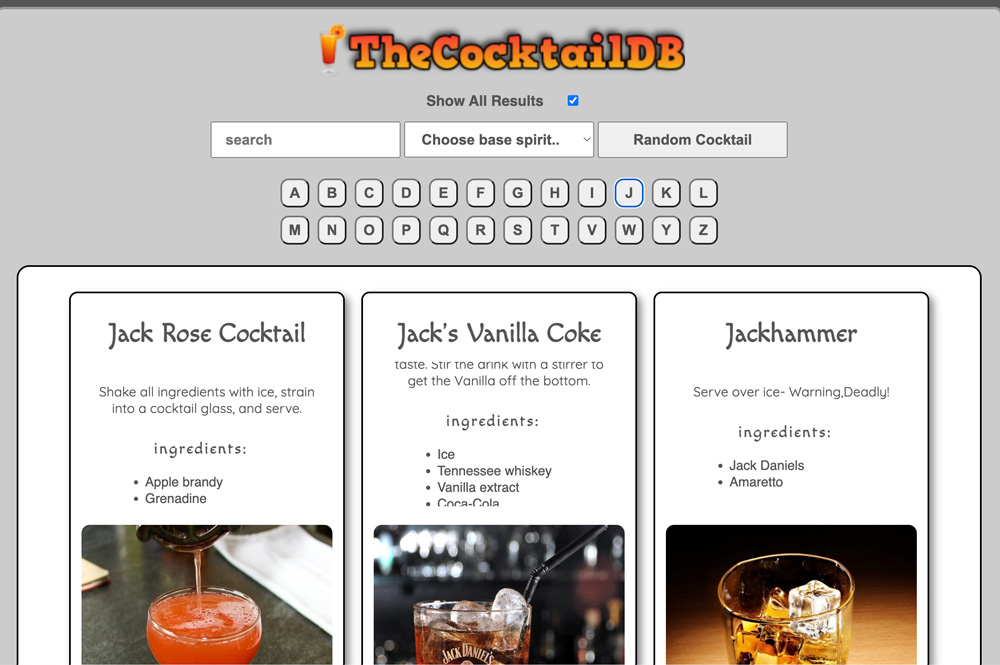 TheCocktailDB
Show All Results
search
Choose base spirit..
Random Cocktail
A B C D E F G H I J K L
M N O P Q R S T V W Y Z
Jack Rose Cocktail
Shake all ingredients with ice, strain
into a cocktail glass, and serve.
ingredients:
Apple brandy
Grenadine
Jack's Vanilla Coke
taste. Stir the drink with a stirrer to
get the Vanilla off the bottom.
ingredients:
Ice
Tennessee whiskey
Vanilla extract
Coca-Cola
JACK DANIEL'S
Jackhammer
Serve over ice- Warning,Deadly!
ingredients:
Jack Daniels
Amaretto